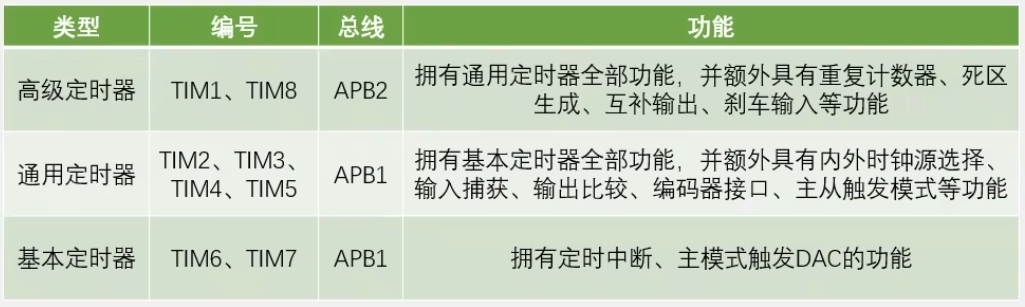 类型 编号 总线 功能
高级定时器 TIM1、TIM8 APB2 拥有通用定时器全部功能，并额外具有重复计数器、死区
生成、互补输出、刹车输入等功能
通用定时器 TIM2、TIM3、
TIM4、TIM5 APB1 拥有基本定时器全部功能，并额外具有内外时钟源选择、
输入捕获、输出比较、编码器接口、主从触发模式等功能
基本定时器 TIM6、TIM7 APB1 拥有定时中断、主模式触发DAC的功能